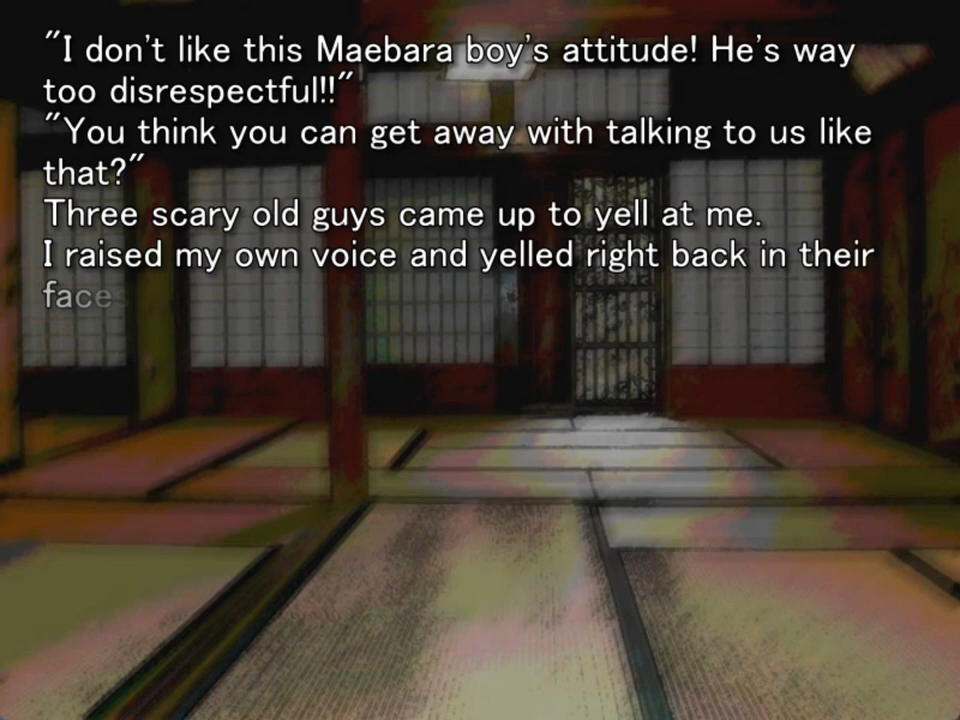 "I don't like this Maebara boy's attitude! He's way
too disrespectful!!"
"You think you can get away with talking to us like
that?"
Three scary old guys came up to yell at me.
I raised my own voice and yelled right back in their
faces